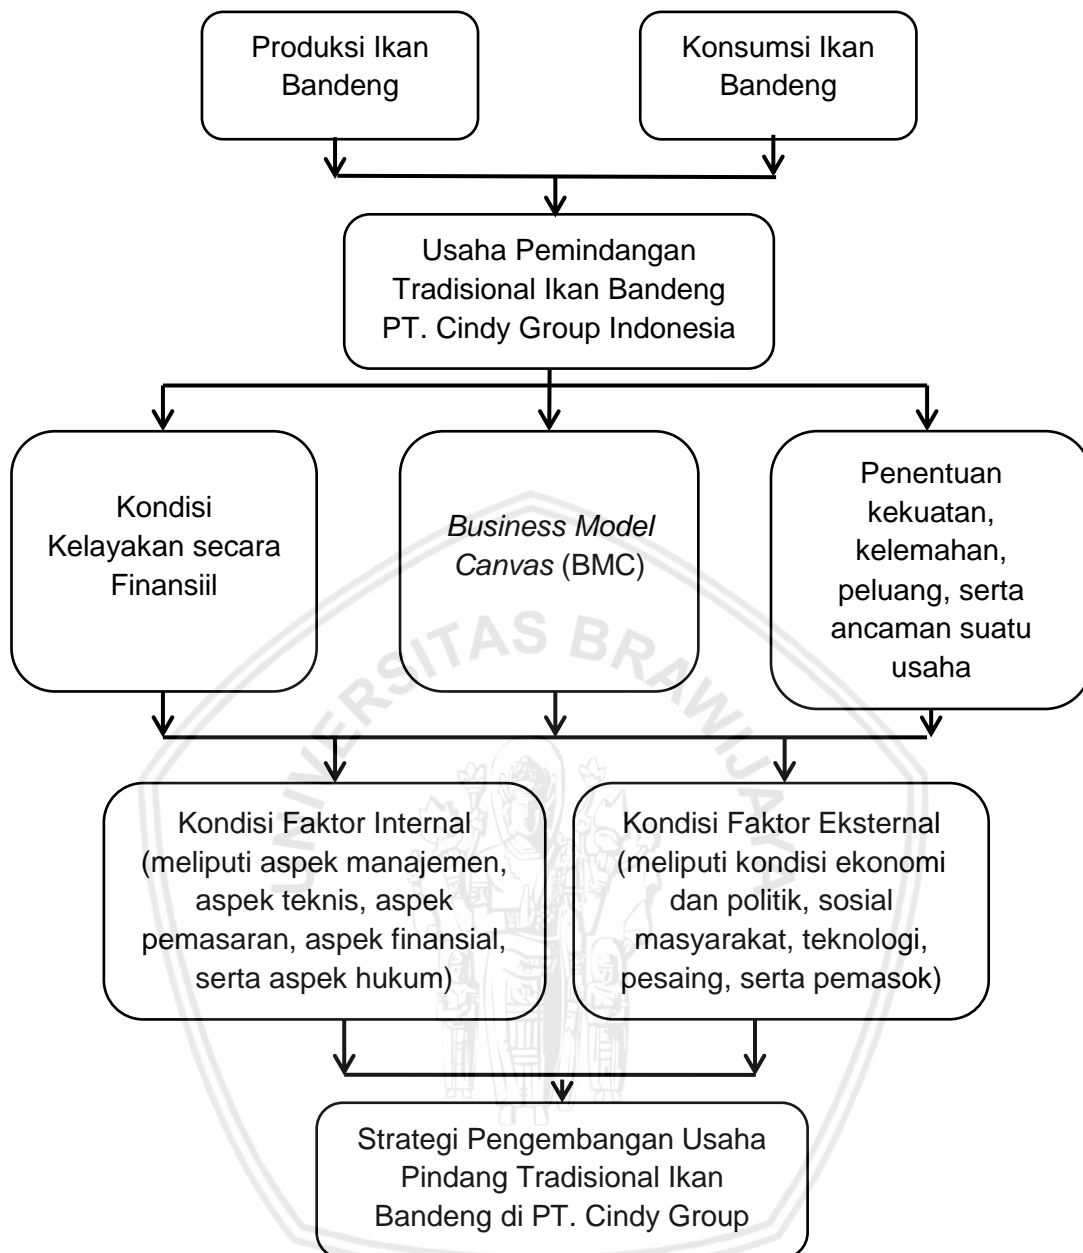 Produksi Ikan
Bandeng
Konsumsi Ikan
Bandeng
Usaha Pemindangan
Tradisional Ikan Bandeng
PT. Cindy Group Indonesia
Kondisi
Kelayakan secara
Finansiil
Business Model
Canvas (BMC)
Penentuan
kekuatan,
kelemahan,
peluang, serta
ancaman suatu
usaha
UNIVERSITAS BRAWIJAYA
Kondisi Faktor Internal
(meliputi aspek manajemen,
aspek teknis, aspek
pemasaran, aspek finansial,
serta aspek hukum)
Kondisi Faktor Eksternal
(meliputi kondisi ekonomi
dan politik, sosial
masyarakat, teknologi,
pesaing, serta pemasok)
Strategi Pengembangan Usaha
Pindang Tradisional Ikan
Bandeng di PT. Cindy Group